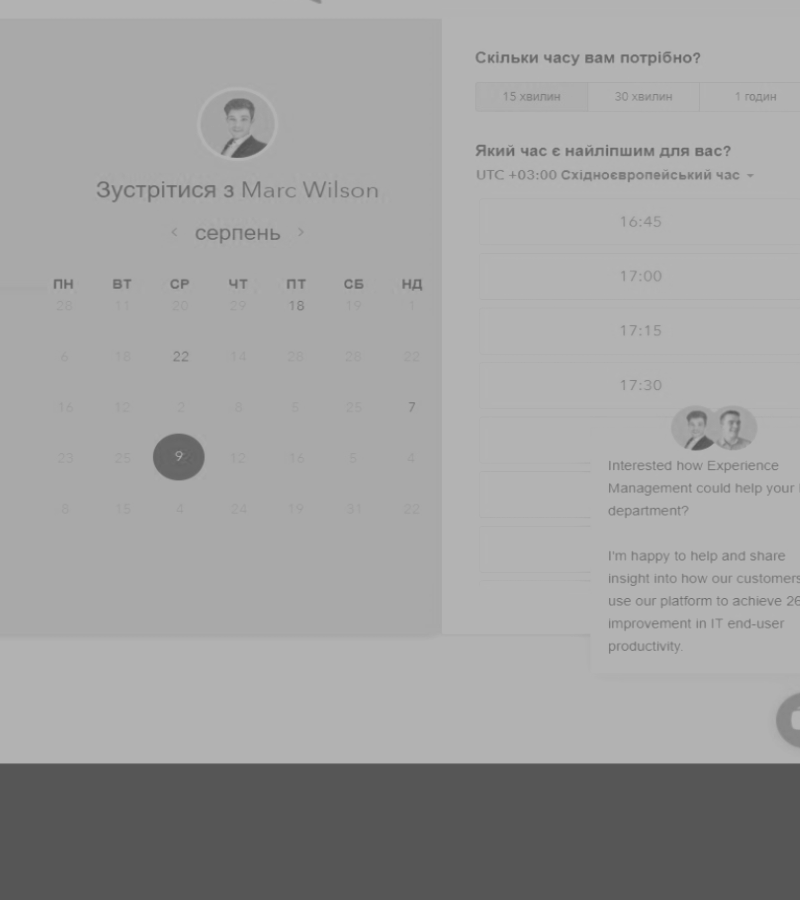 Зустрітися з Marc Wilson
серпень
ПН ВТ СР ЧТ ПТ СБ НД
28 11 20 29 18 19 1
6 18 22 14 28 28 22
16 12 2 8 5 25 7
23 25 9 12 16 5 4
8 15 4 24 19 31 22
Скільки часу вам потрібно?
15 хвилин 30 хвилин 1 годин
Який час є найліпшим для вас?
UTC +03:00 Східноєвропейський час
16:45
17:00
17:15
17:30
Interested how Experience
Management could help your
department?
I'm happy to help and share
insight into how our customers
use our platform to achieve 26
improvement in IT end-user
productivity.